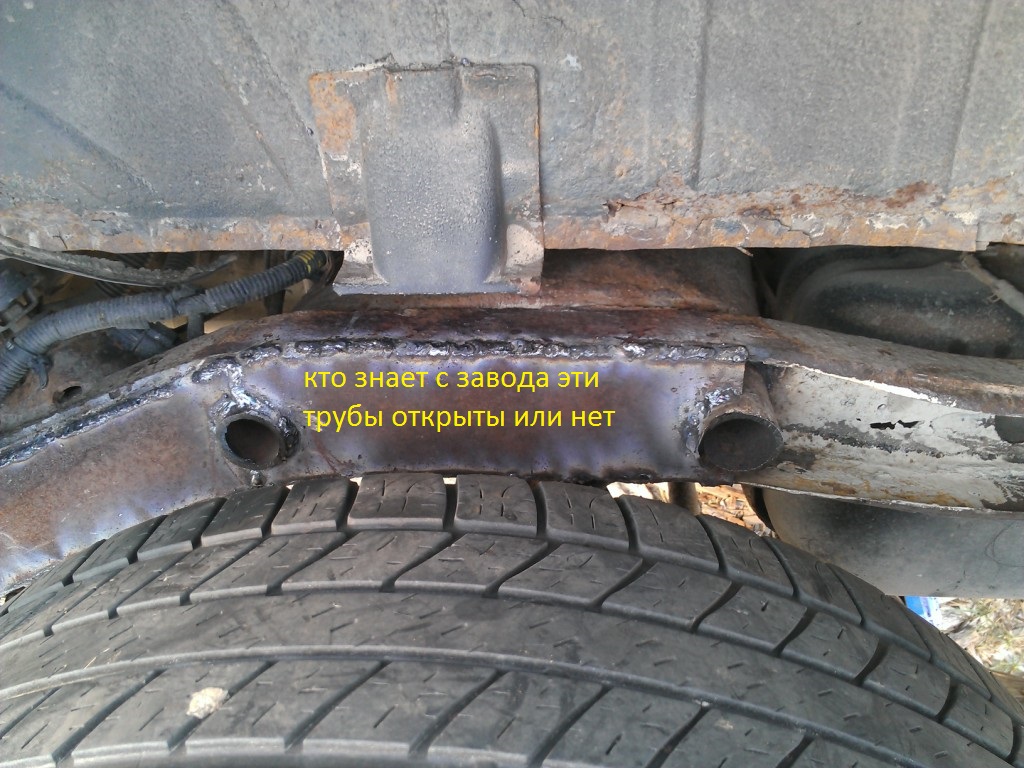 кто знает с завода эти
трубы открыты или нет